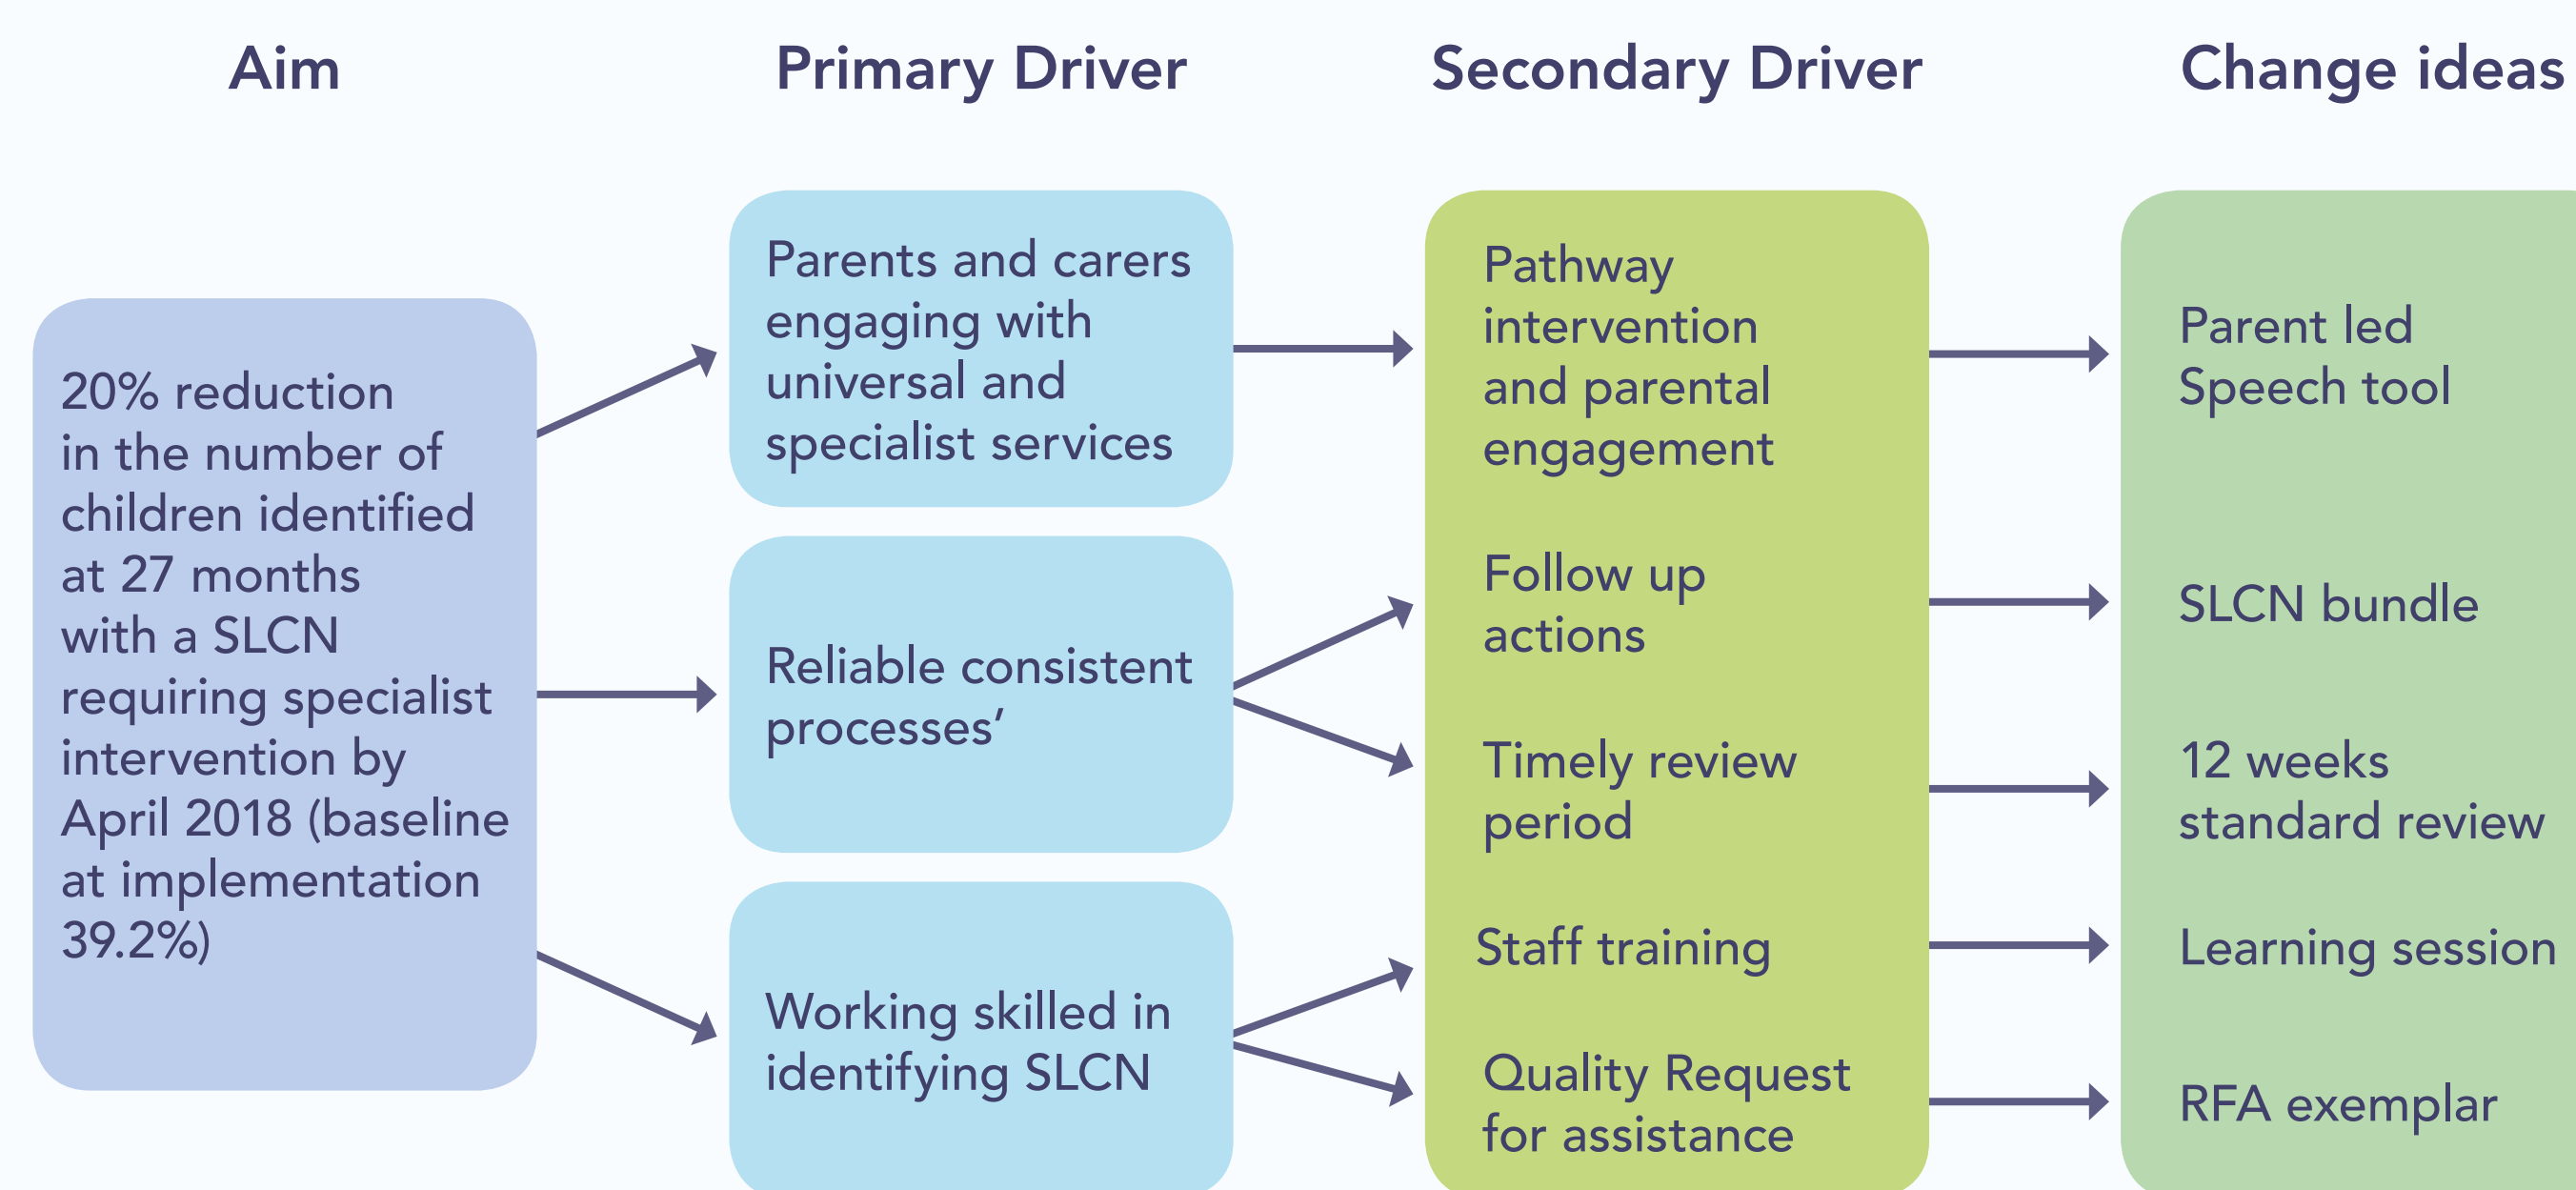 Aim
Primary Driver
Secondary Driver
Change ideas
20% reduction
in the number of
children identified
at 27 months
with a SLCN
requiring specialist
intervention by
April 2018 (baseline
at implementation
39.2%)
Parents and carers
engaging with
universal and
specialist services
Reliable consistent
processes’
Working skilled in
identifying SLCN
Pathway
intervention
and parental
engagement
Follow up
actions
Timely review
period
Staff training
Quality Request
for assistance
Parent led
Speech tool
SLCN bundle
12 weeks
standard review
Learning session
RFA exemplar